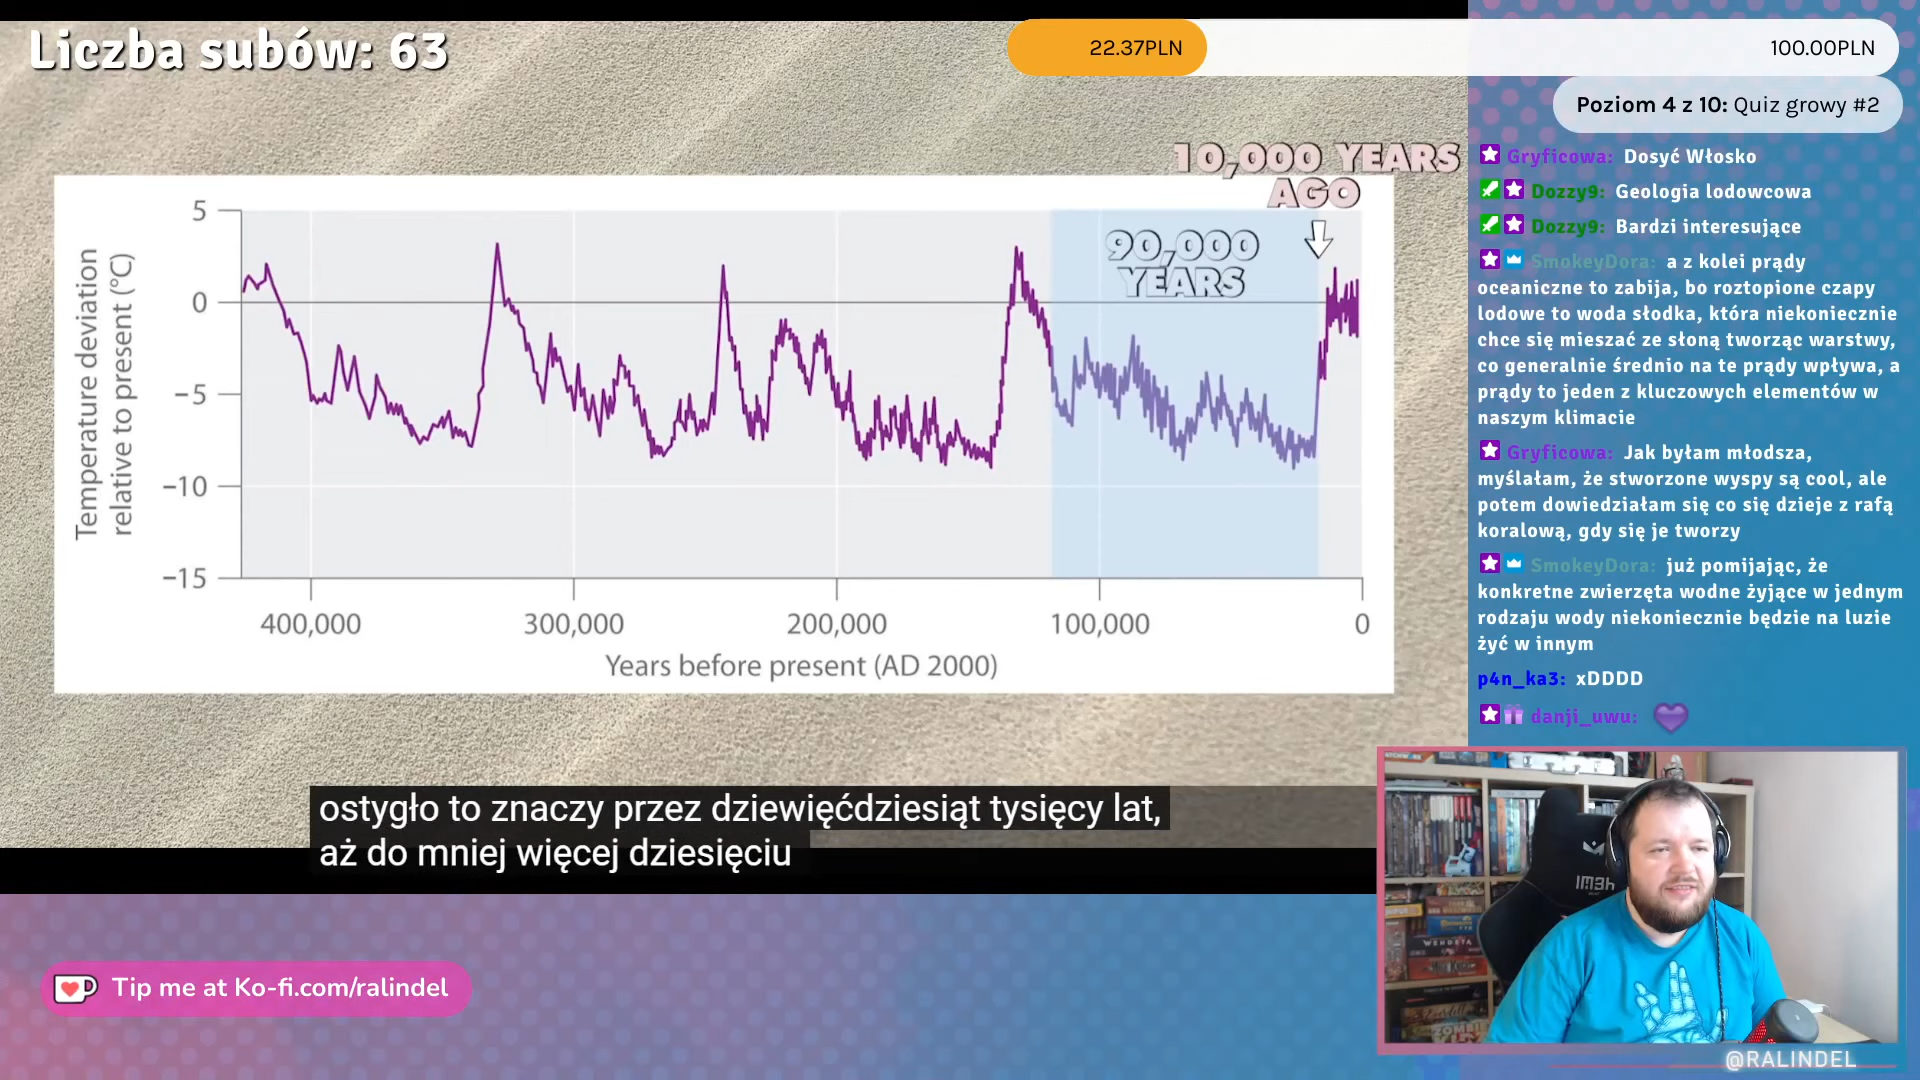 Liczba subów: 63
22.37PLN
100.00PLN
Poziom 4 z 10: Quiz growy #2
10,000 YEARS
AGO
90,000
YEARS
Temperature deviation
relative to present (°C)
5
0
−5
−10
−15
400,000
300,000
200,000
100,000
0
Years before present (AD 2000)
ostygło to znaczy przez dziewięćdziesiąt tysięcy lat,
aż do mniej więcej dziesięciu
Gryficowa: Dosyć Włosko
Dozzy9: Geologia lodowcowa
Dozzy9: Bardzi interesujące
SmokeyDora: a z kolei prądy
oceaniczne to zabija, bo roztopione czapy
lodowe to woda słodka, która niekoniecznie
chce się mieszać ze słoną tworząc warstwy,
co generalnie średnio na te prądy wpływa, a
prądy to jeden z kluczowych elementów w
naszym klimacie
Gryficowa: Jak byłam młodsza,
myślałam, że stworzone wyspy są cool, ale
potem dowiedziałam się co się dzieje z rafą
koralową, gdy się je tworzy
SmokeyDora: już pomijając, że
konkretne zwierzęta wodne żyjące w jednym
rodzaju wody niekoniecznie będzie na luzie
żyć w innym
p4n_ka3: xDDDD
danji_uwu:
WENDETA
Tip me at Ko-fi.com/ralindel
@RALINDEL